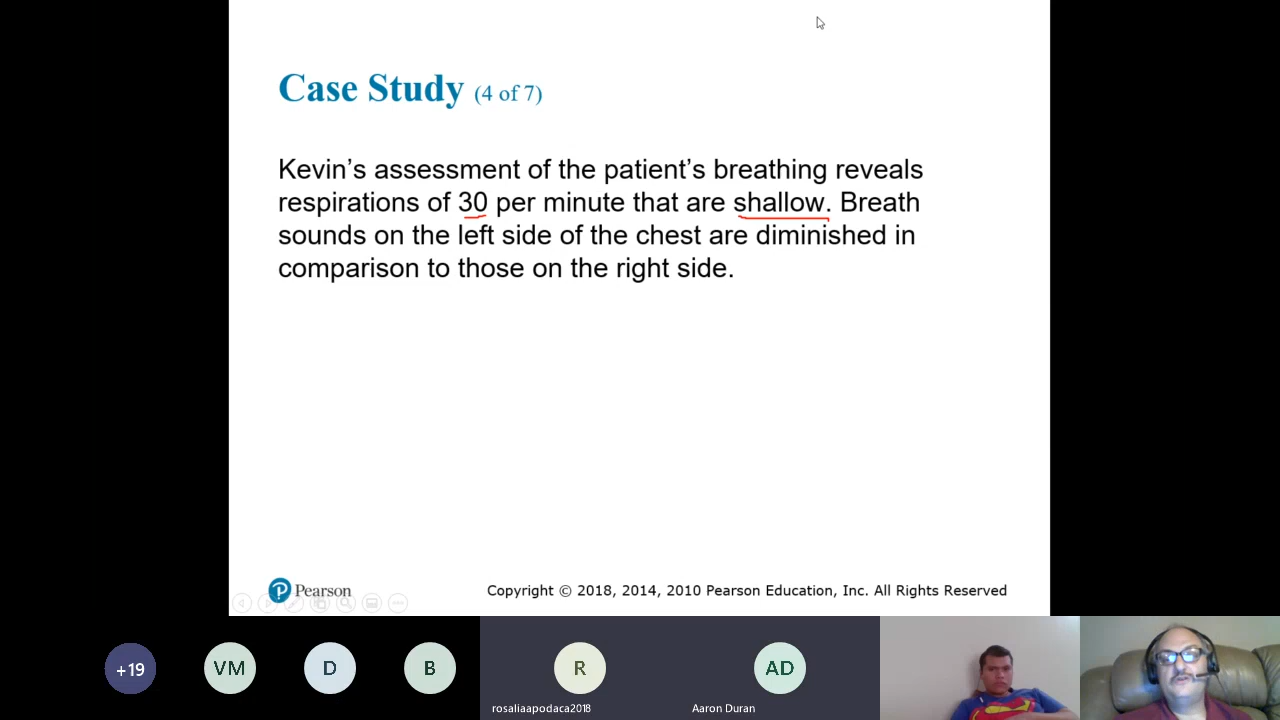 Case Study (4 of 7)
Kevin’s assessment of the patient’s breathing reveals
respirations of 30 per minute that are shallow. Breath
sounds on the left side of the chest are diminished in
comparison to those on the right side.
Pearson
Copyright © 2018, 2014, 2010 Pearson Education, Inc. All Rights Reserved
+19
VM
D
B
R
AD
rosaliaapodaca2018
Aaron Duran